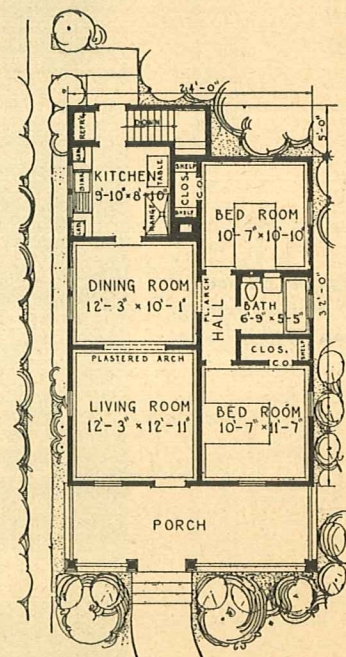 24'-0"
5'-0"
DOWN
REFRG.
KITCHEN
9-10" × 8-10"
SINK
TABLE
RANGE
SHELF
CLOS.
SHELF
C.O.
BED ROOM
10-7" × 10-10"
32'-0"
DINING ROOM
12'-3" × 10'-1"
PL. ARCH
HALL
BATH
6'-9" × 5-5"
PLASTERED ARCH
CLOS.
SHELF
C.O.
LIVING ROOM
12'-3" × 12'-11"
BED ROOM
10-7" × 11-7"
PORCH